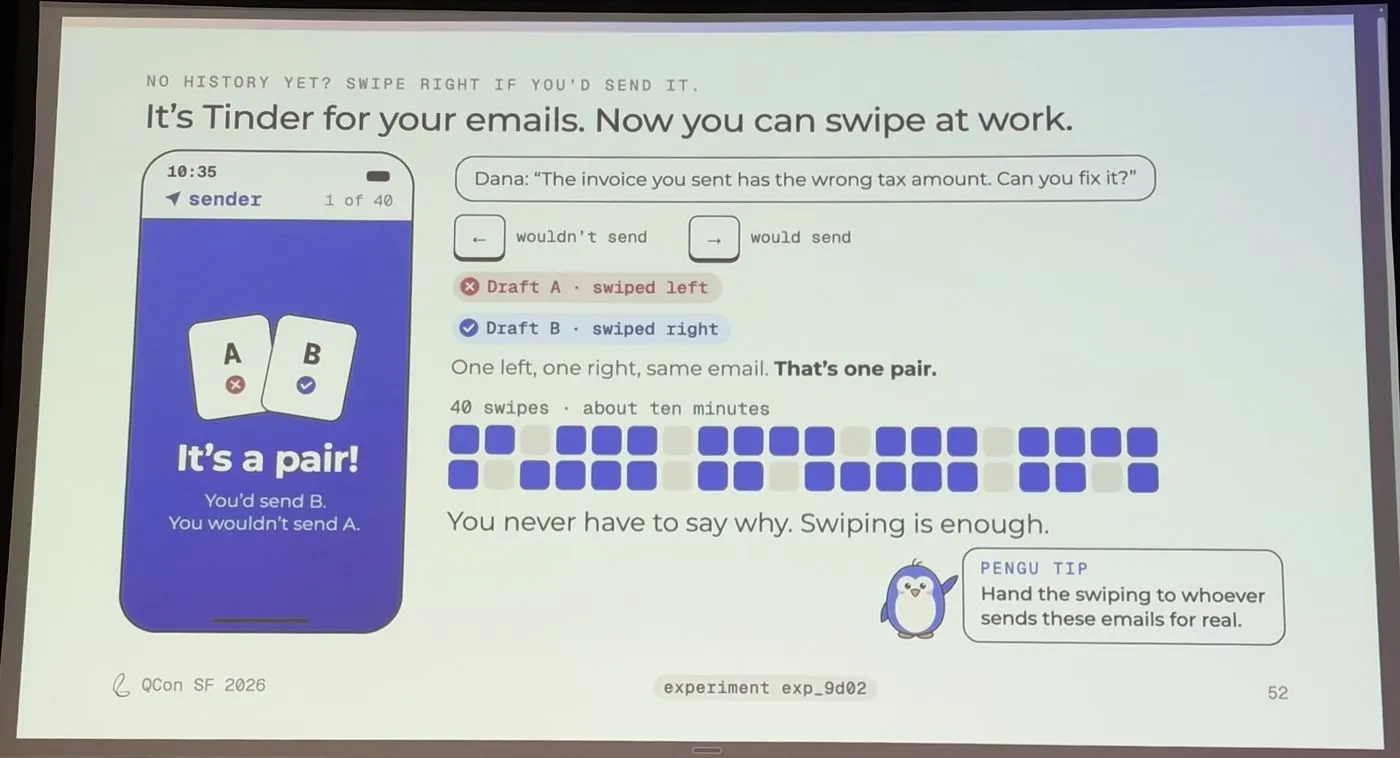 NO HISTORY YET? SWIPE RIGHT IF YOU'D SEND IT.
It's Tinder for your emails. Now you can swipe at work.
10:35
sender
1 of 40
A
B
It's a pair!
You'd send B.
You wouldn't send A.
Dana: “The invoice you sent has the wrong tax amount. Can you fix it?”
← wouldn't send
→ would send
Draft A · swiped left
Draft B · swiped right
One left, one right, same email. That's one pair.
40 swipes · about ten minutes
You never have to say why. Swiping is enough.
PENGU TIP
Hand the swiping to whoever
sends these emails for real.
QCon SF 2026
experiment exp_9d02
52